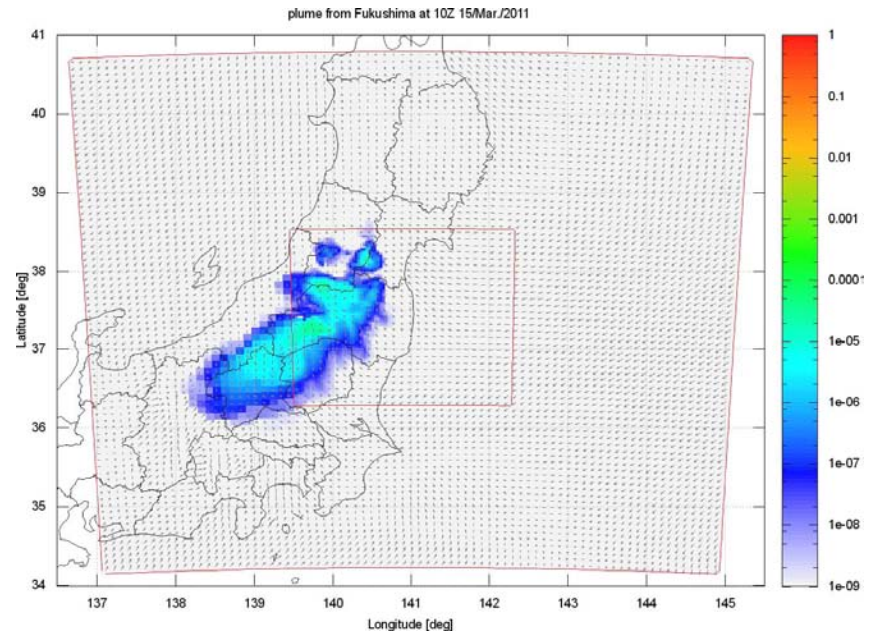 plume from Fukushima at 10Z 15/Mar./2011
41
40
39
38
37
36
35
34
Latitude [deg]
137
138
139
140
141
142
143
144
145
Longitude [deg]
1
0.1
0.01
0.001
0.0001
1e-05
1e-06
1e-07
1e-08
1e-09